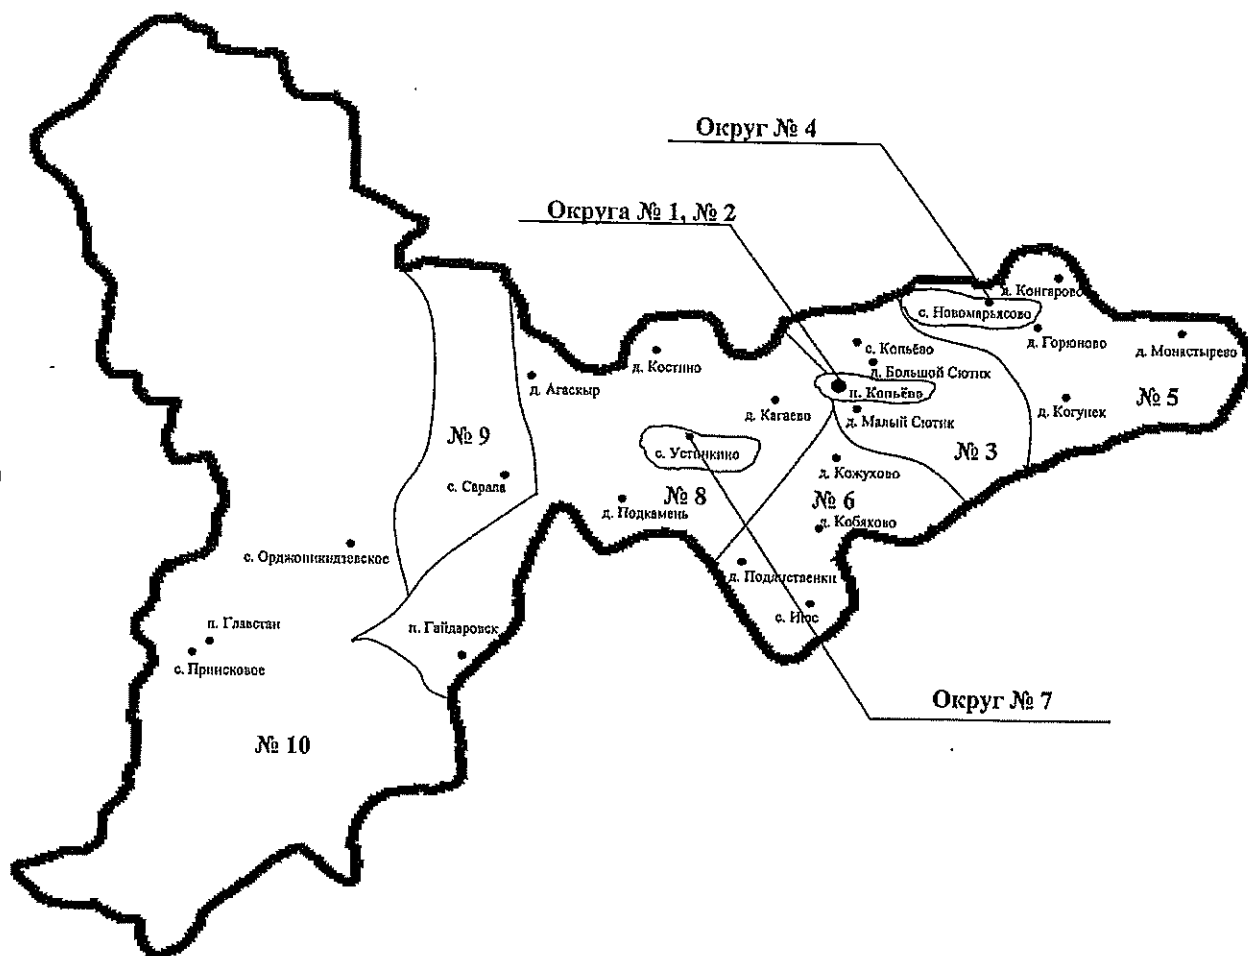 Округ № 4
Округа № 1, № 2
д. Конгарово
с. Новомарьясово
д. Горюново
д. Монастырево
с. Копьёво
д. Костино
д. Большой Сютик
д. Агаскыр
п. Копьёво
№ 5
д. Кагаево
д. Когунек
д. Малый Сютик
№ 9
№ 3
с. Устинкино
д. Кожухово
с. Сарала
№ 8
№ 6
д. Подкамень
д. Кобяково
с. Орджоникидзевское
д. Подлиственки
с. Июс
п. Главстан
п. Гайдаровск
с. Приисковое
Округ № 7
№ 10